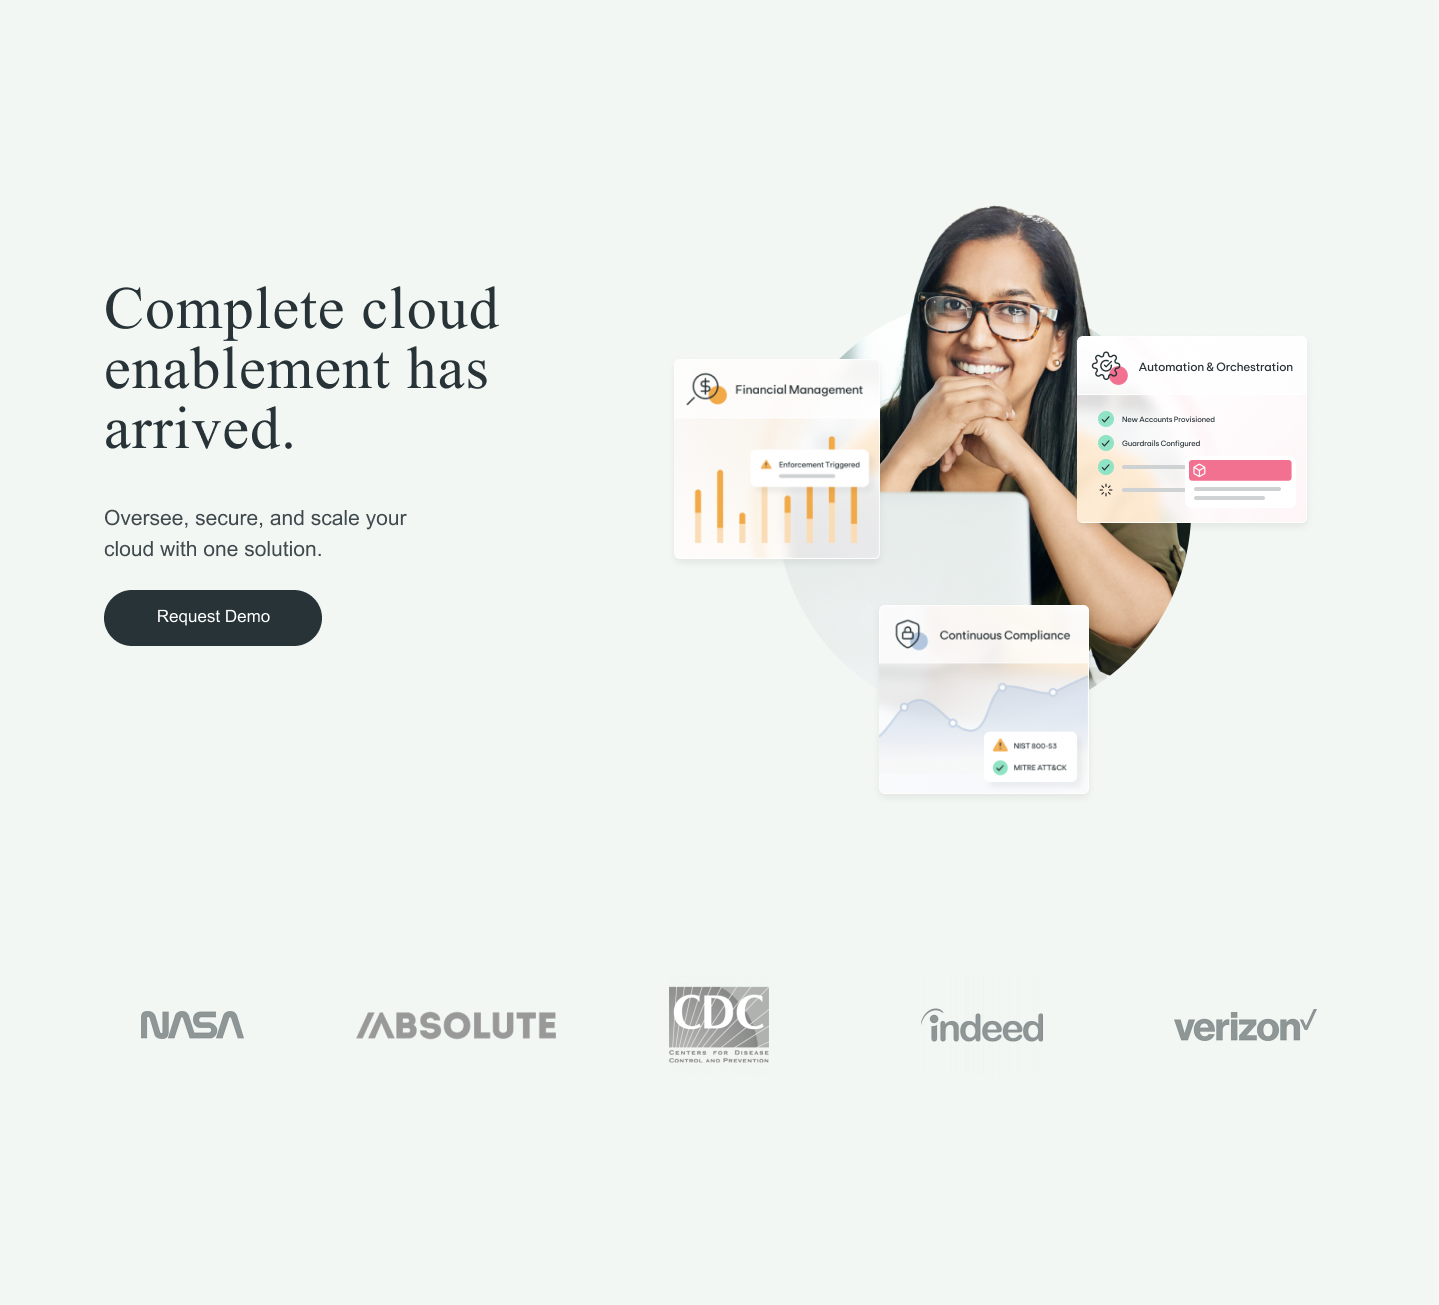 Complete cloud
enablement has
arrived.
Oversee, secure, and scale your
cloud with one solution.
Request Demo
Financial Management
Enforcement Triggered
Automation & Orchestration
New Accounts Provisioned
Guardrails Configured
Continuous Compliance
NIST 800-53
MITRE ATT&CK
NASA
ABSOLUTE
CDC
CENTERS FOR DISEASE
CONTROL AND PREVENTION
indeed
verizon